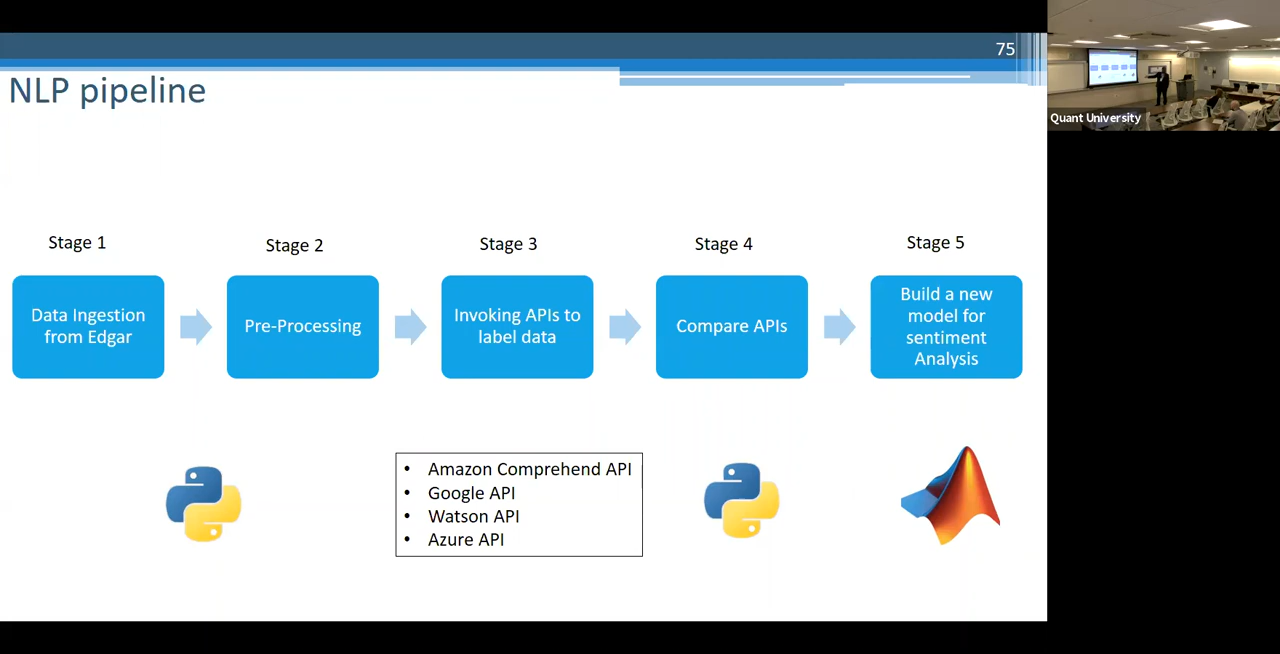 75
NLP pipeline
Stage 1
Stage 2
Stage 3
Stage 4
Stage 5
Data Ingestion
from Edgar
Pre-Processing
Invoking APIs to
label data
Compare APIs
Build a new
model for
sentiment
Analysis
• Amazon Comprehend API
• Google API
• Watson API
• Azure API
Quant University